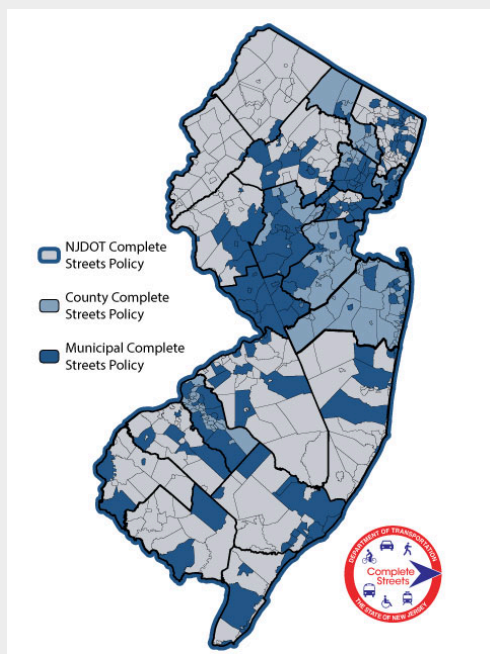 NJDOT Complete
Streets Policy
County Complete
Streets Policy
Municipal Complete
Streets Policy
DEPARTMENT OF TRANSPORTATION
Complete
Streets
THE STATE OF NEW JERSEY